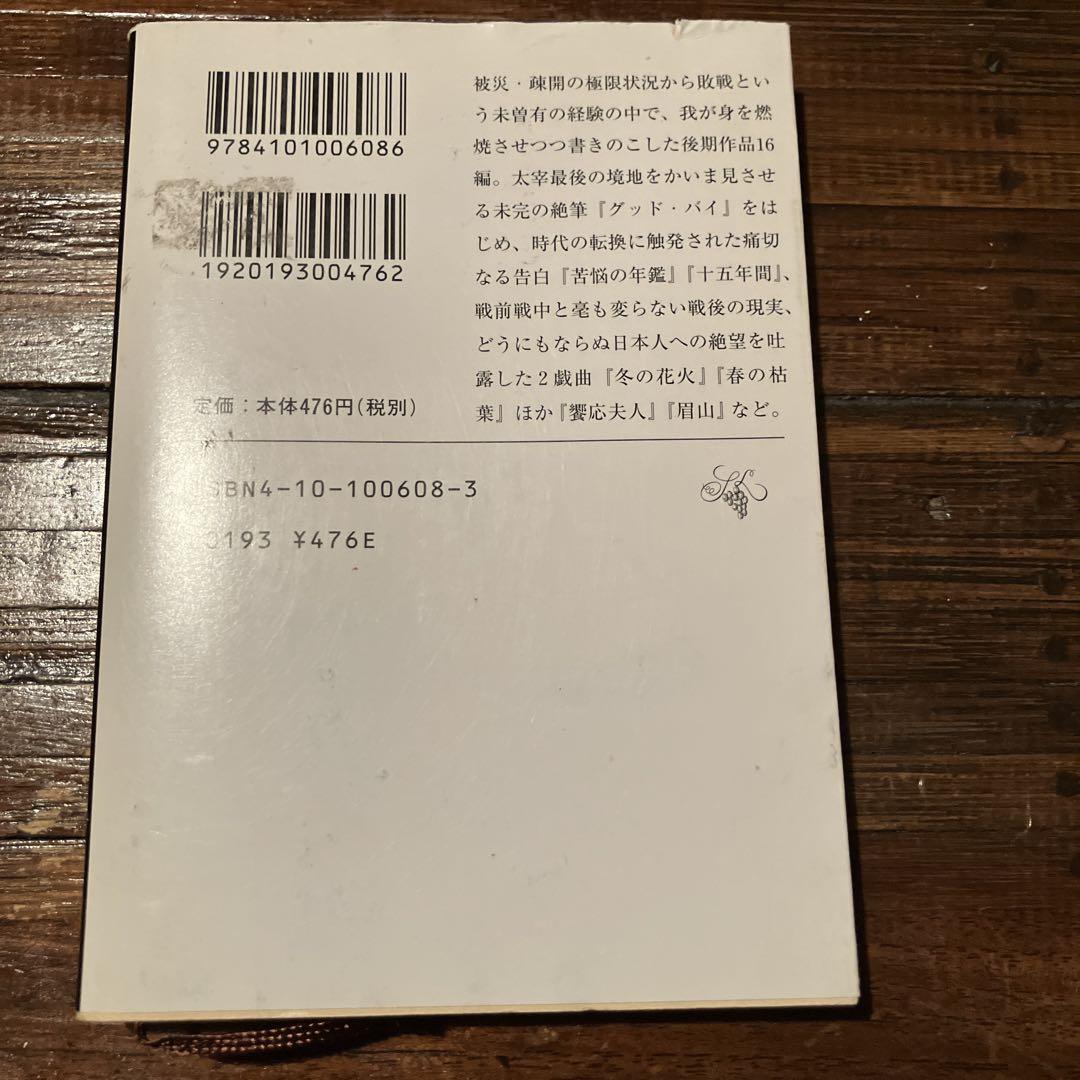 9784101006086
1920193004762
被災・疎開の極限状況から敗戦とい
う未曽有の経験の中で、我が身を燃
焼させつつ書きのこした後期作品16
編。太宰最後の境地をかいま見させ
る未完の絶筆『グッド・バイ』をは
じめ、時代の転換に触発された痛切
なる告白『苦悩の年鑑』『十五年間』、
戦前戦中と毫も変らない戦後の現実、
どうにもならぬ日本人への絶望を吐
露した2戯曲『冬の花火』『春の枯
葉』ほか『饗応夫人』『眉山』など。
定価：本体476円(税別)
ISBN4-10-100608-3
0193 ¥476E